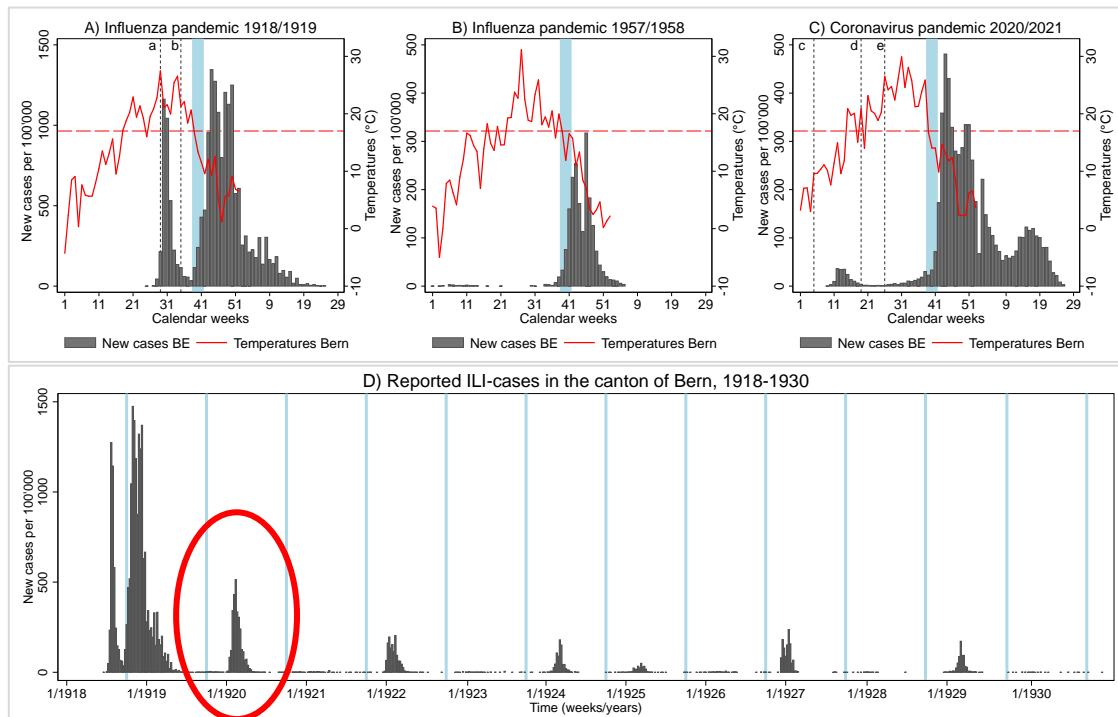 A) Influenza pandemic 1918/1919
a
b
New cases per 100'000
0 500 1000 1500
Temperatures (°C)
-10 0 10 20 30
1 11 21 31 41 51 9 19 29
Calendar weeks
New cases BE
Temperatures Bern
B) Influenza pandemic 1957/1958
New cases per 100'000
0 100 200 300 400 500
Temperatures (°C)
-10 0 10 20 30
1 11 21 31 41 51 9 19 29
Calendar weeks
New cases BE
Temperatures Bern
C) Coronavirus pandemic 2020/2021
c
d
e
New cases per 100'000
0 100 200 300 400 500
Temperatures (°C)
-10 0 10 20 30
1 11 21 31 41 51 9 19 29
Calendar weeks
New cases BE
Temperatures Bern
D) Reported ILI-cases in the canton of Bern, 1918-1930
New cases per 100'000
0 500 1000 1500
1/1918 1/1919 1/1920 1/1921 1/1922 1/1923 1/1924 1/1925 1/1926 1/1927 1/1928 1/1929 1/1930
Time (weeks/years)